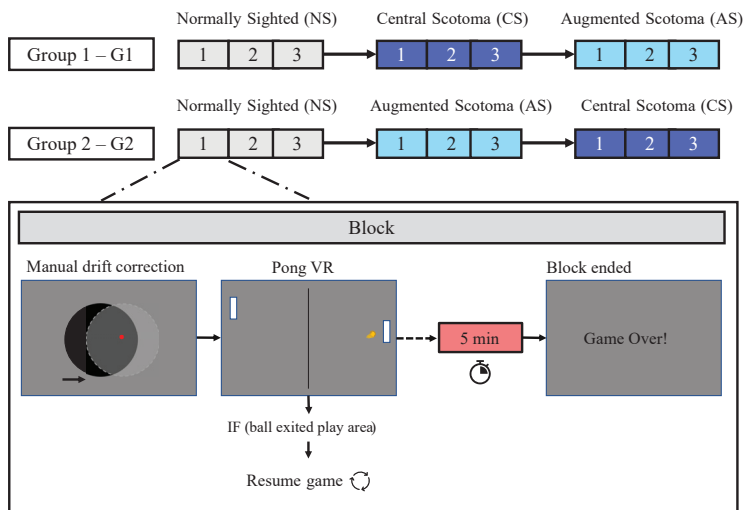 Normally Sighted (NS) Central Scotoma (CS) Augmented Scotoma (AS)
Group 1 – G1 1 2 3 1 2 3 1 2 3
Normally Sighted (NS) Augmented Scotoma (AS) Central Scotoma (CS)
Group 2 – G2 1 2 3 1 2 3 1 2 3
Block
Manual drift correction Pong VR Block ended
5 min Game Over!
IF (ball exited play area)
Resume game